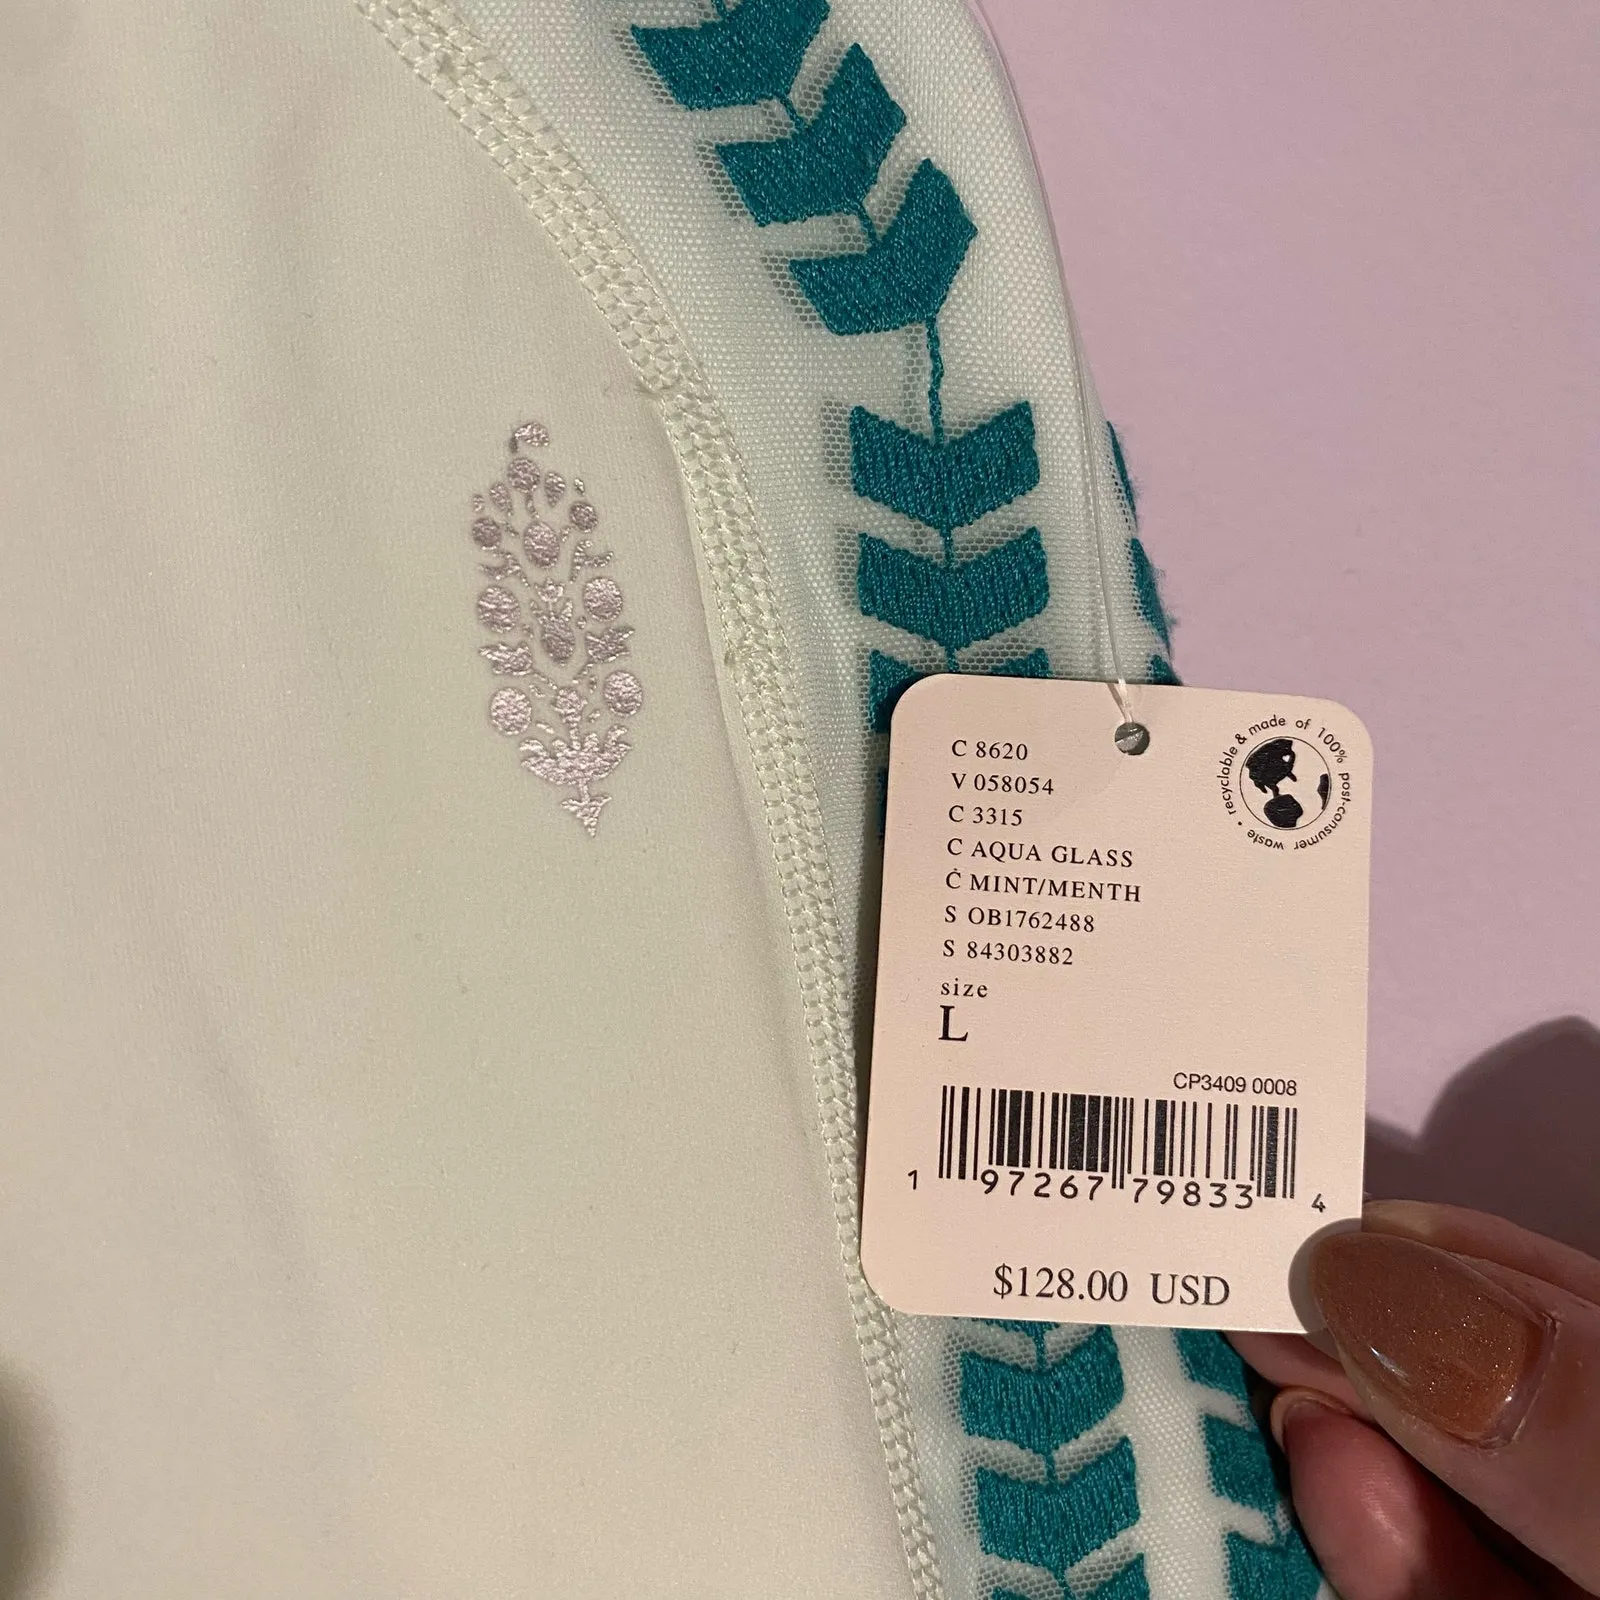 recyclable & made of 100% post-consumer waste •
C 8620
V 058054
C 3315
C AQUA GLASS
Ċ MINT/MENTH
S OB1762488
S 84303882
size
L
CP3409 0008
1 97267 79833 4
$128.00 USD